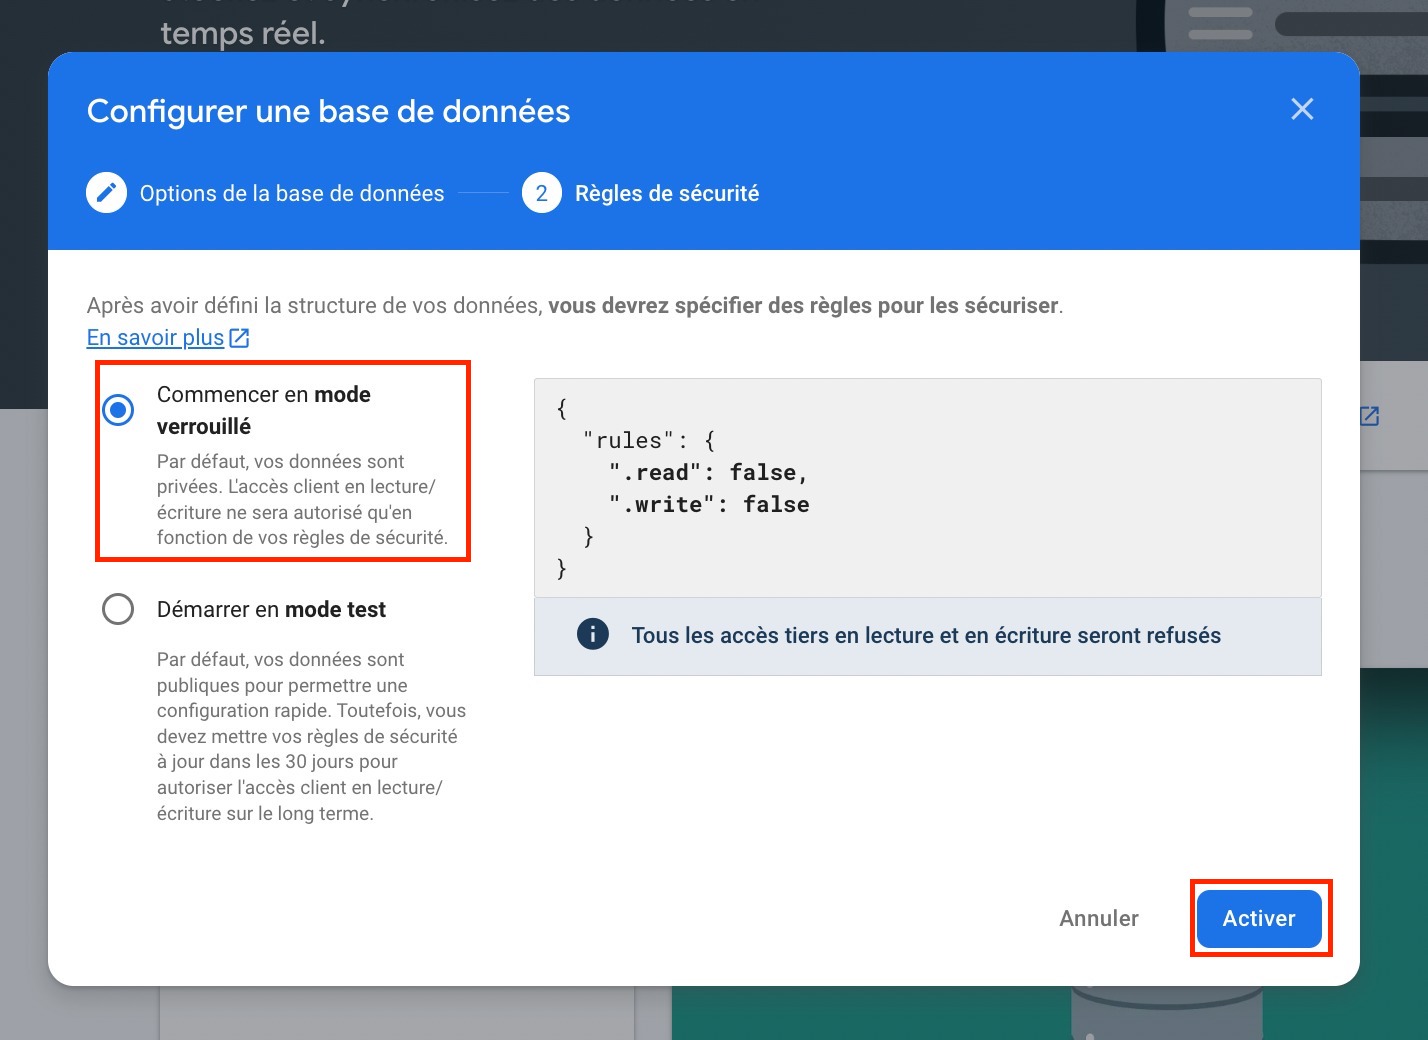 temps réel.
Configurer une base de données
Options de la base de données
2 Règles de sécurité
Après avoir défini la structure de vos données, vous devrez spécifier des règles pour les sécuriser.
En savoir plus
Commencer en mode
verrouillé
Par défaut, vos données sont
privées. L'accès client en lecture/
écriture ne sera autorisé qu'en
fonction de vos règles de sécurité.
Démarrer en mode test
Par défaut, vos données sont
publiques pour permettre une
configuration rapide. Toutefois, vous
devez mettre vos règles de sécurité
à jour dans les 30 jours pour
autoriser l'accès client en lecture/
écriture sur le long terme.
{
"rules": {
".read": false,
".write": false
}
}
Tous les accès tiers en lecture et en écriture seront refusés
Annuler
Activer